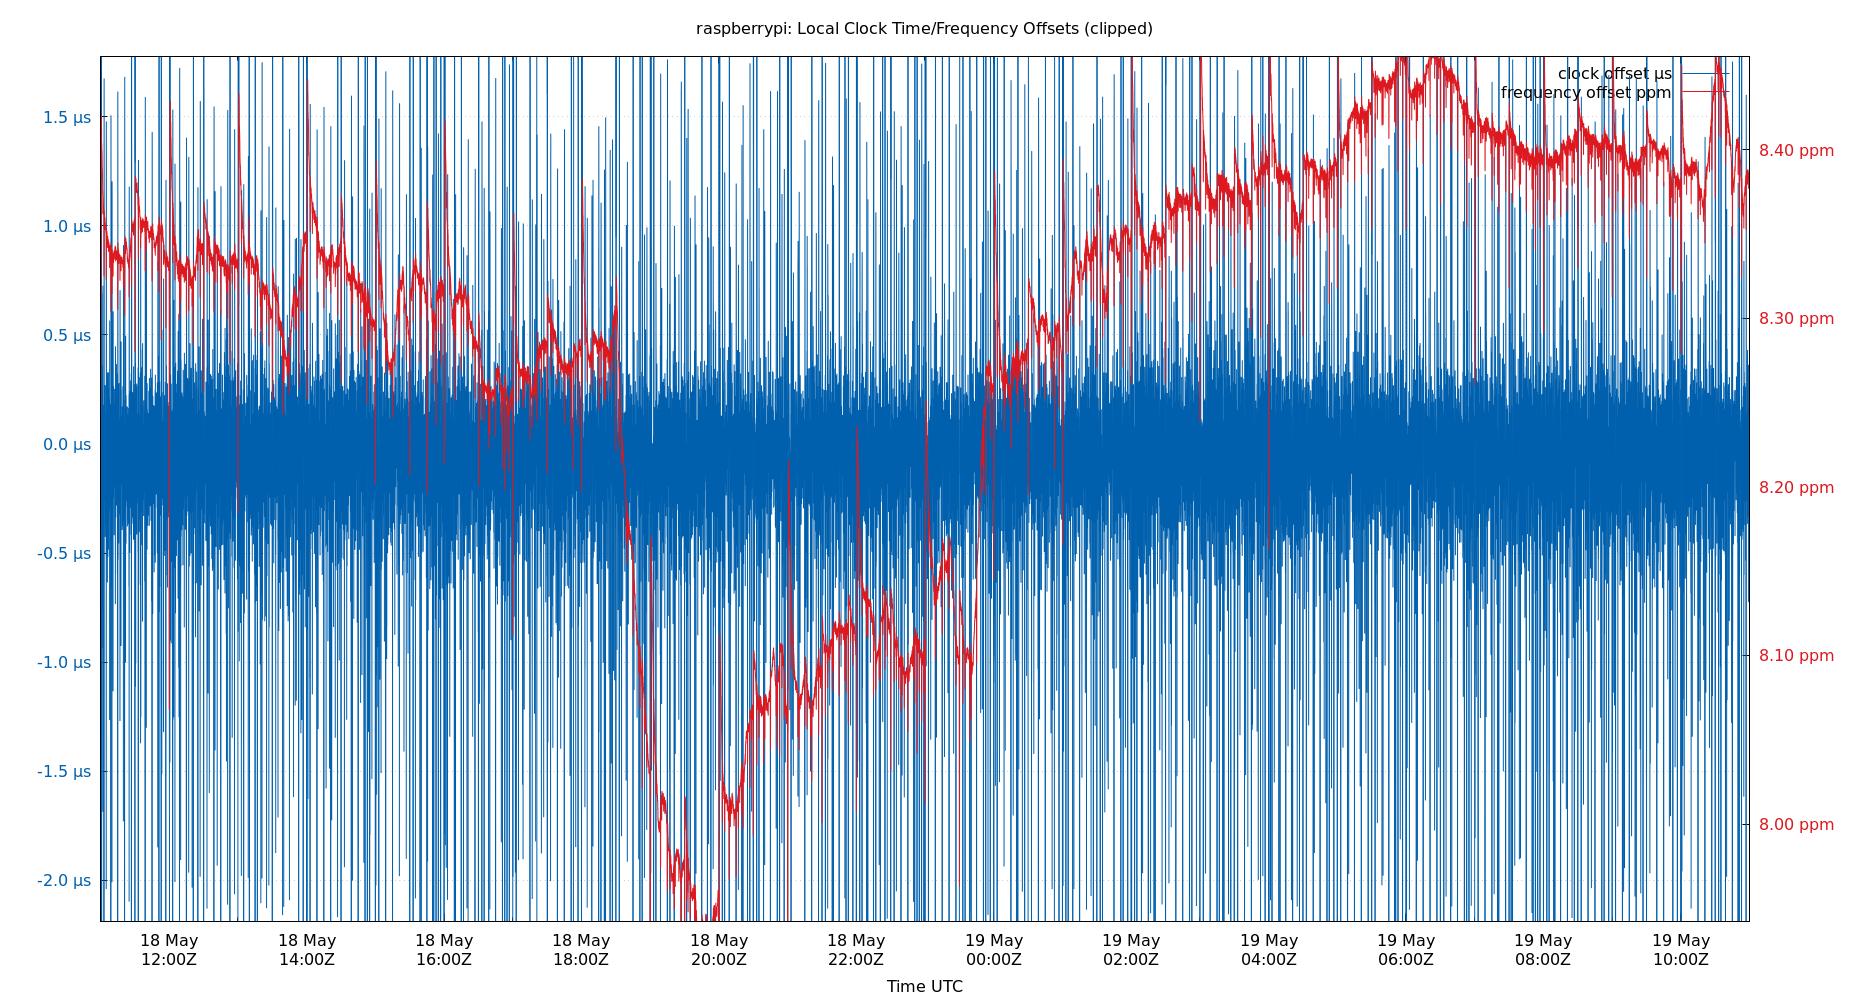 raspberrypi: Local Clock Time/Frequency Offsets (clipped)
clock offset µs
frequency offset ppm
1.5 µs
1.0 µs
0.5 µs
0.0 µs
-0.5 µs
-1.0 µs
-1.5 µs
-2.0 µs
8.40 ppm
8.30 ppm
8.20 ppm
8.10 ppm
8.00 ppm
18 May 18 May 18 May 18 May 18 May 18 May 19 May 19 May 19 May 19 May 19 May 19 May
12:00Z 14:00Z 16:00Z 18:00Z 20:00Z 22:00Z 00:00Z 02:00Z 04:00Z 06:00Z 08:00Z 10:00Z
Time UTC